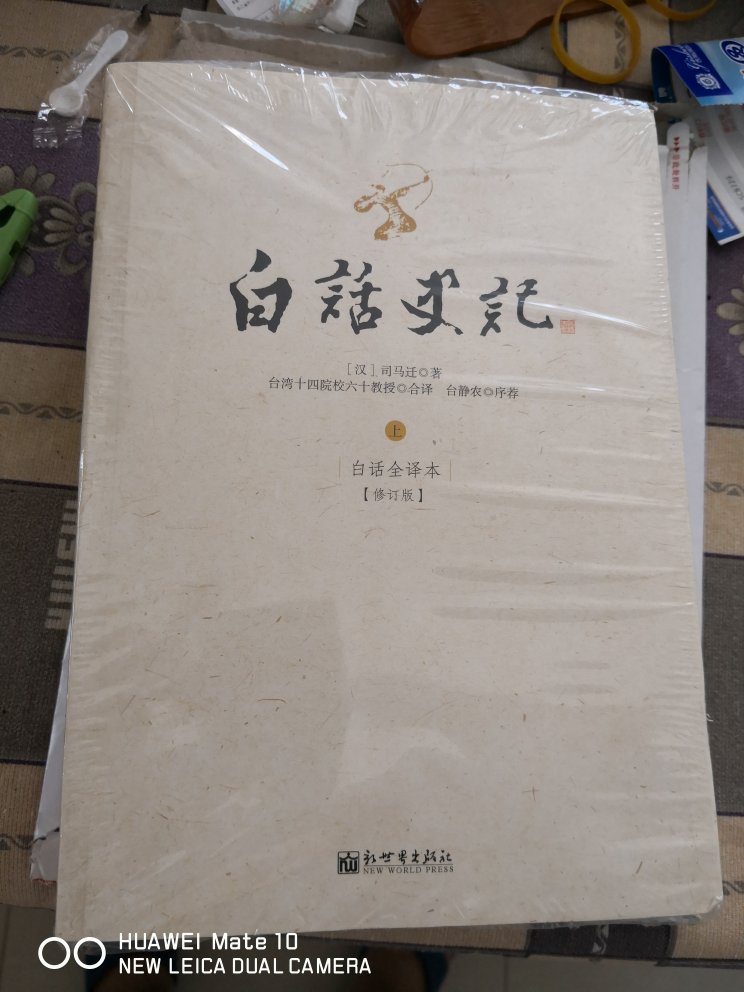 白话史记
［汉］司马迁◎著
台湾十四院校六十教授◎合译 台静农◎序荐
上
白话全译本
【修订版】
新世界出版社
NEW WORLD PRESS
HUAWEI Mate 10
NEW LEICA DUAL CAMERA